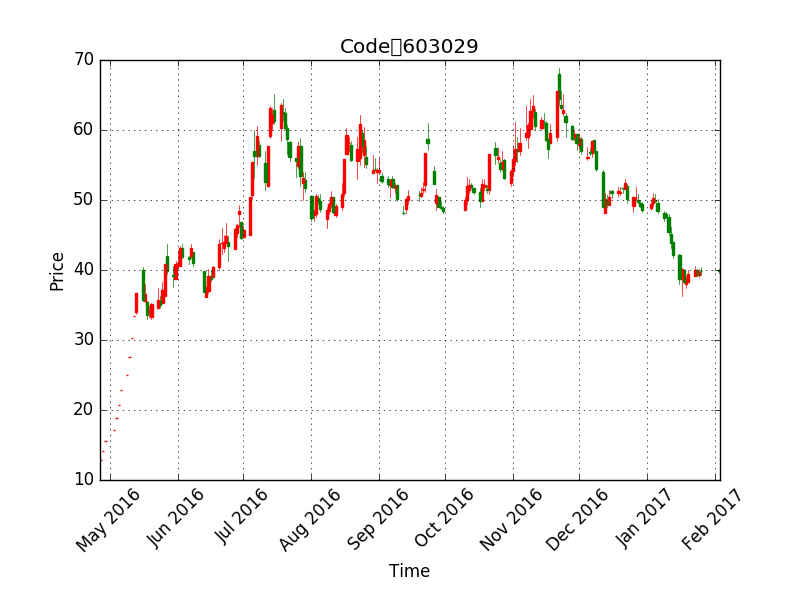 Code▯603029
70
60
50
40
30
20
10
Price
May 2016
Jun 2016
Jul 2016
Aug 2016
Sep 2016
Oct 2016
Nov 2016
Dec 2016
Jan 2017
Feb 2017
Time